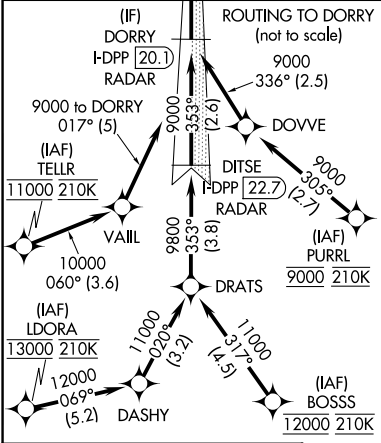 (IF)
DORRY
I-DPP 20.1
RADAR
ROUTING TO DORRY
(not to scale)
9000
336° (2.5)
9000 to DORRY
017° (5)
9000
353°
(2.6)
DOVVE
(IAF)
TELLR
11000 210K
DITSE
I-DPP 22.7
RADAR
9000
305°
(2.7)
VAIIL
(IAF)
PURRL
9000 210K
10000
060° (3.6)
9800
353°
(3.8)
DRATS
(IAF)
LDORA
13000 210K
11000
020°
(3.2)
11000
317°
(4.5)
12000
069°
(5.2)
DASHY
(IAF)
BOSSS
12000 210K